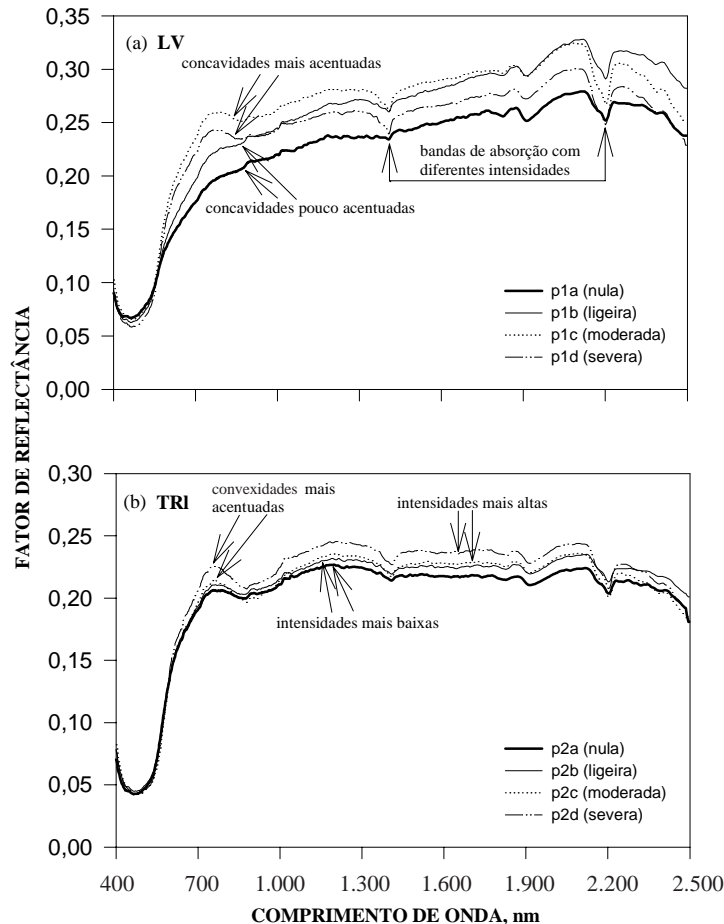 FATOR DE REFLECTÂNCIA
(a) LV
0,35
0,30
0,25
0,20
0,15
0,10
0,05
0,00
concavidades mais acentuadas
bandas de absorção com
diferentes intensidades
concavidades pouco acentuadas
p1a (nula)
p1b (ligeira)
p1c (moderada)
p1d (severa)
(b) TRl
0,30
0,25
0,20
0,15
0,10
0,05
0,00
convexidades mais
acentuadas
intensidades mais altas
intensidades mais baixas
p2a (nula)
p2b (ligeira)
p2c (moderada)
p2d (severa)
400 700 1.000 1.300 1.600 1.900 2.200 2.500
COMPRIMENTO DE ONDA, nm